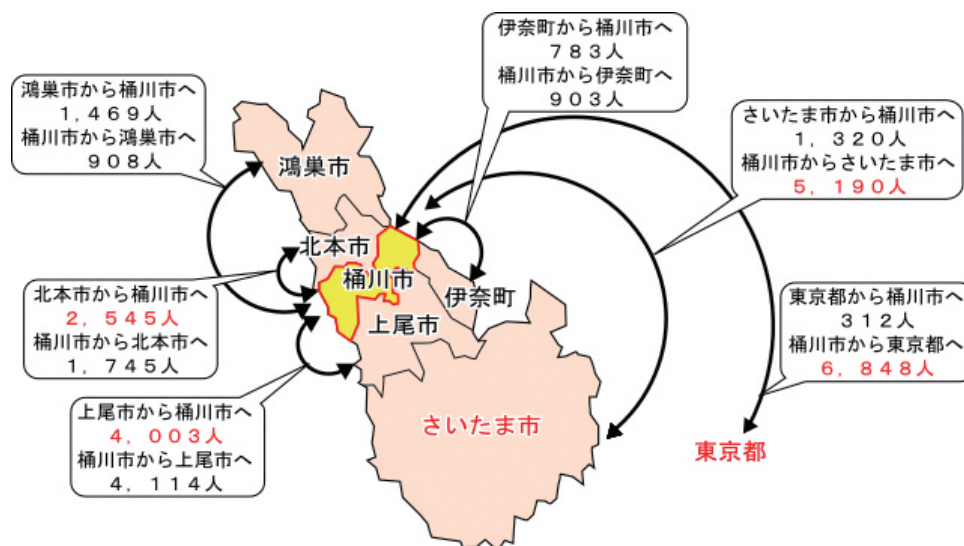 伊奈町から桶川市へ
７８３人
桶川市から伊奈町へ
９０３人
鴻巣市から桶川市へ
１,４６９人
桶川市から鴻巣市へ
９０８人
さいたま市から桶川市へ
１，３２０人
桶川市からさいたま市へ
５，１９０人
鴻巣市
北本市
桶川市
伊奈町
上尾市
北本市から桶川市へ
２，５４５人
桶川市から北本市へ
１，７４５人
東京都から桶川市へ
３１２人
桶川市から東京都へ
６，８４８人
上尾市から桶川市へ
４，００３人
桶川市から上尾市へ
４，１１４人
さいたま市
東京都